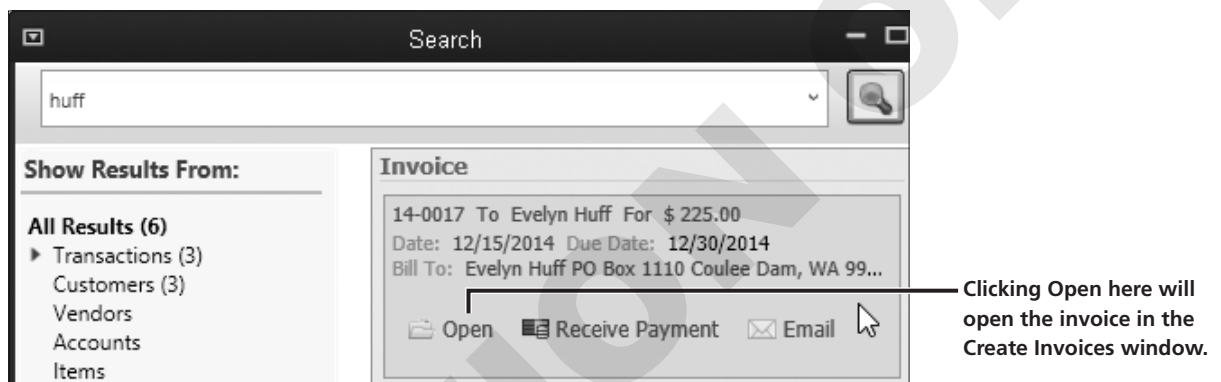 Search
huff
Show Results From:
All Results (6)
Transactions (3)
Customers (3)
Vendors
Accounts
Items
Invoice
14-0017 To Evelyn Huff For $ 225.00
Date: 12/15/2014 Due Date: 12/30/2014
Bill To: Evelyn Huff PO Box 1110 Coulee Dam, WA 99...
Open Receive Payment Email
Clicking Open here will
open the invoice in the
Create Invoices window.